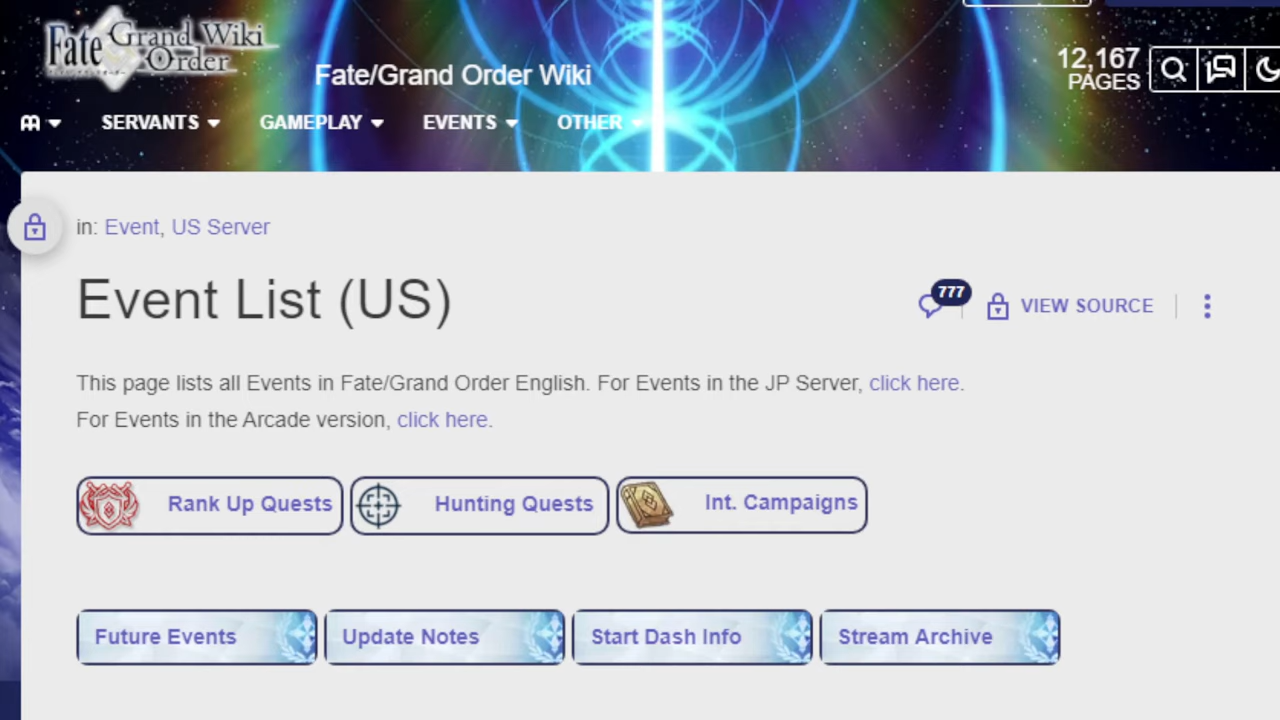 Fate Grand Wiki
Order
Fate/Grand Order Wiki
12,167
PAGES
SERVANTS
GAMEPLAY
EVENTS
OTHER
in: Event, US Server
Event List (US)
777
VIEW SOURCE
This page lists all Events in Fate/Grand Order English. For Events in the JP Server, click here.
For Events in the Arcade version, click here.
Rank Up Quests
Hunting Quests
Int. Campaigns
Future Events
Update Notes
Start Dash Info
Stream Archive